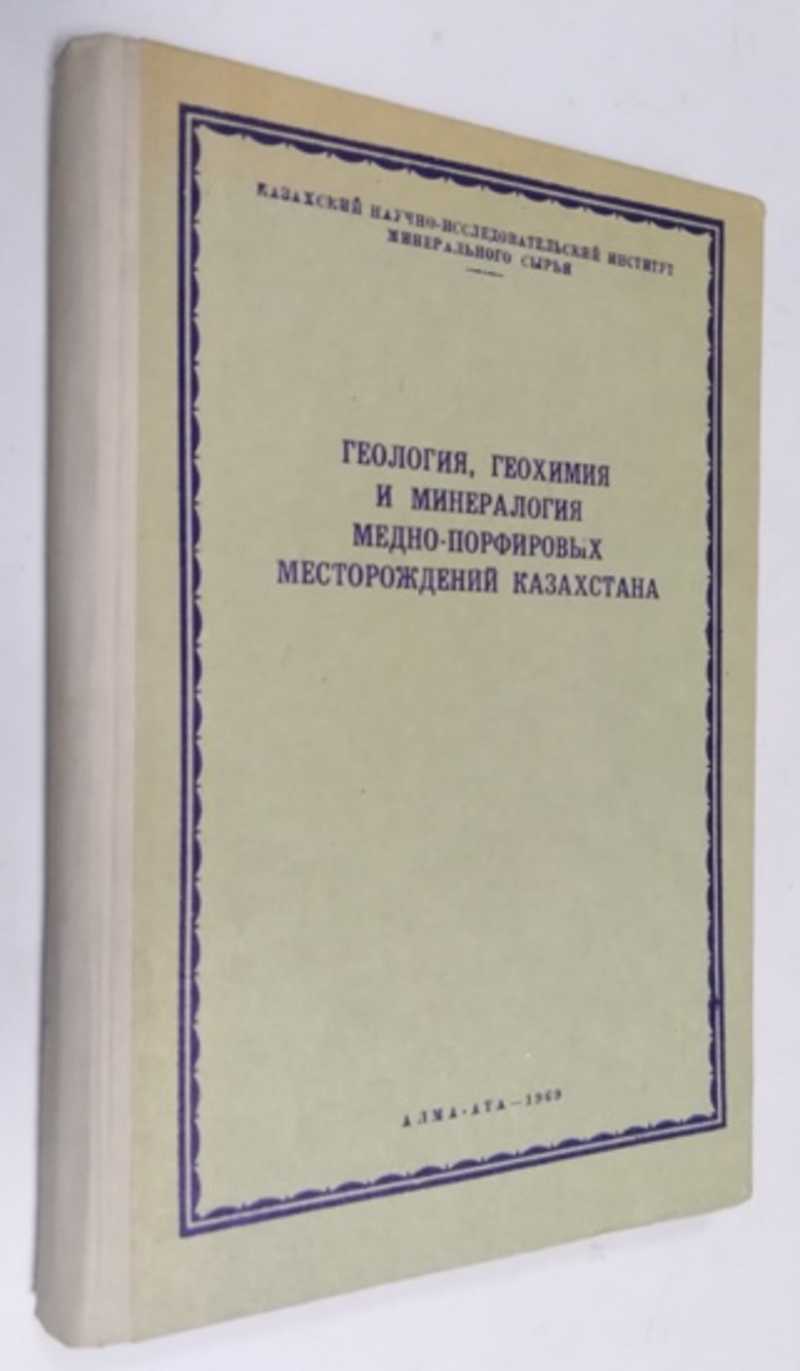 КАЗАХСКИЙ НАУЧНО-ИССЛЕДОВАТЕЛЬСКИЙ ИНСТИТУТ
МИНЕРАЛЬНОГО СЫРЬЯ
ГЕОЛОГИЯ, ГЕОХИМИЯ
И МИНЕРАЛОГИЯ
МЕДНО-ПОРФИРОВЫХ
МЕСТОРОЖДЕНИЙ КАЗАХСТАНА
АЛМА-АТА — 1969